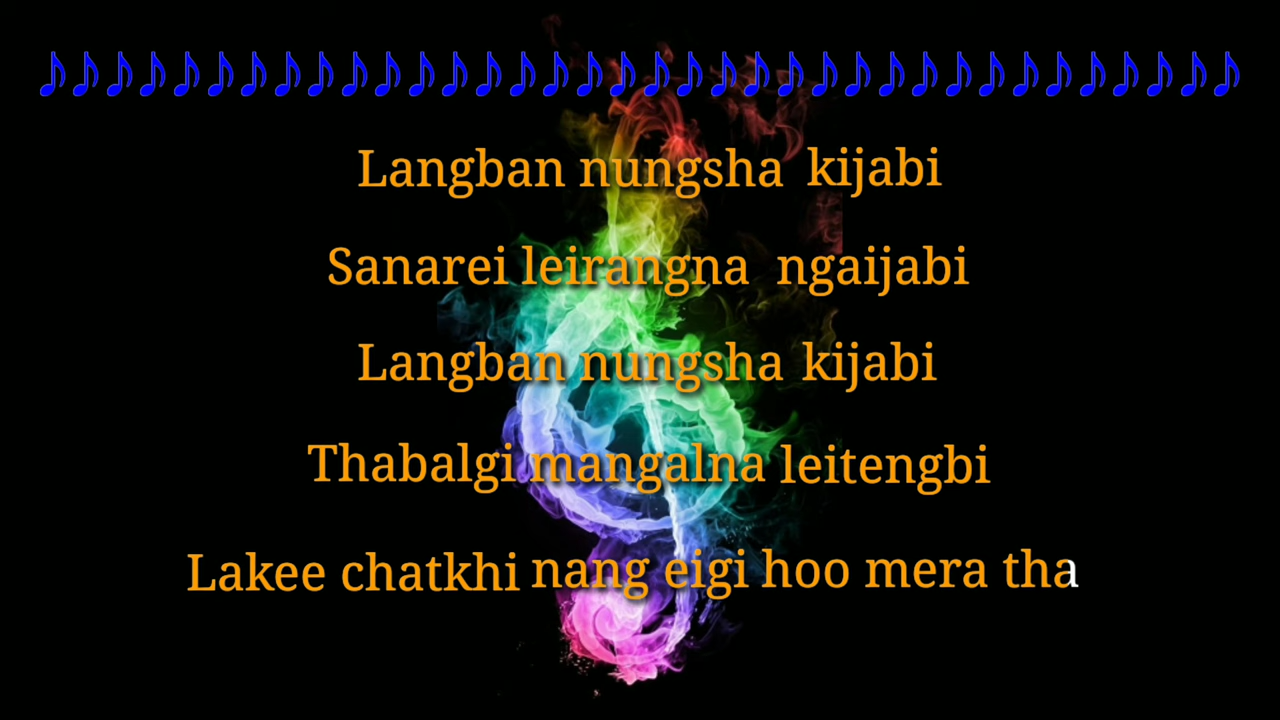 ♪♪♪♪♪♪♪♪♪♪♪♪♪♪♪♪♪♪♪♪♪♪♪♪♪♪♪♪♪♪♪♪♪♪♪♪
Langban nungsha kijabi
Sanarei leirangna ngaijabi
Langban nungsha kijabi
Thabalgi mangalna leitengbi
Lakee chatkhi nang eigi hoo mera tha